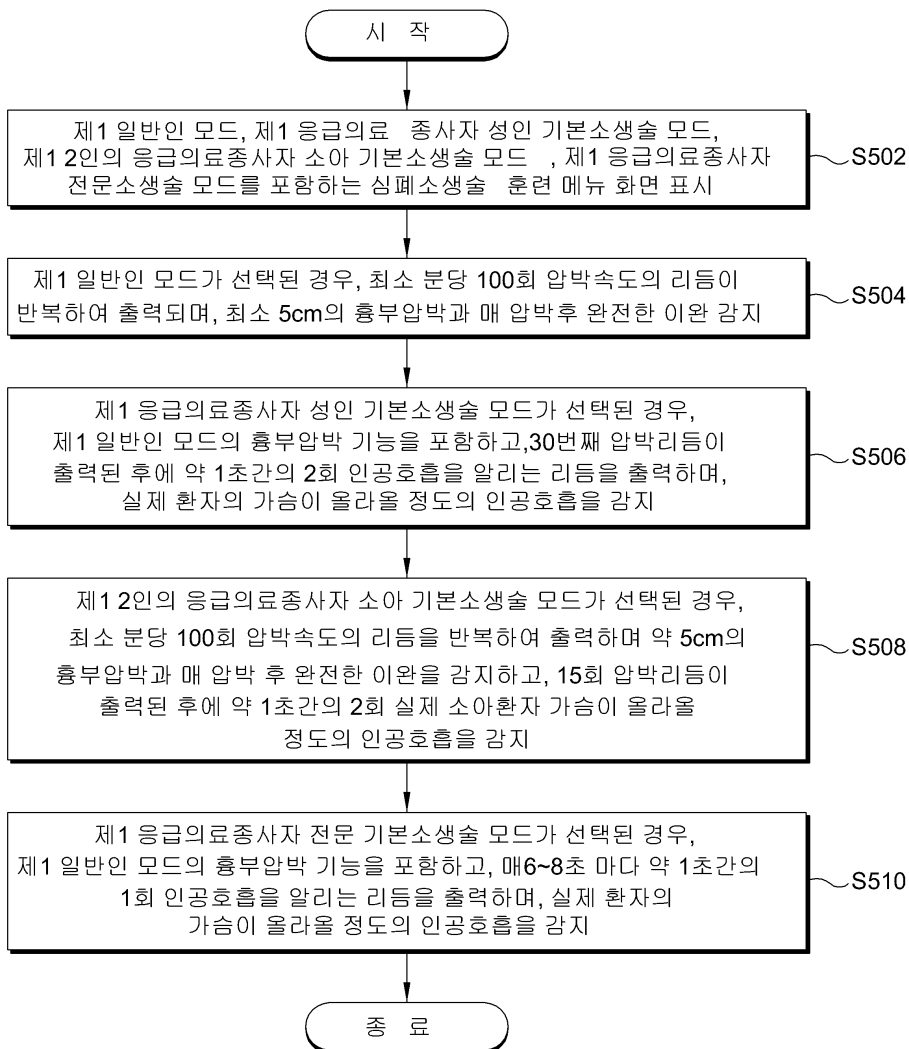 시 작
제1 일반인 모드, 제1 응급의료 종사자 성인 기본소생술 모드,
제1 2인의 응급의료종사자 소아 기본소생술 모드 , 제1 응급의료종사자
전문소생술 모드를 포함하는 심폐소생술 훈련 메뉴 화면 표시
S502
제1 일반인 모드가 선택된 경우, 최소 분당 100회 압박속도의 리듬이
반복하여 출력되며, 최소 5cm의 흉부압박과 매 압박후 완전한 이완 감지
S504
제1 응급의료종사자 성인 기본소생술 모드가 선택된 경우,
제1 일반인 모드의 흉부압박 기능을 포함하고,30번째 압박리듬이
출력된 후에 약 1초간의 2회 인공호흡을 알리는 리듬을 출력하며,
실제 환자의 가슴이 올라올 정도의 인공호흡을 감지
S506
제1 2인의 응급의료종사자 소아 기본소생술 모드가 선택된 경우,
최소 분당 100회 압박속도의 리듬을 반복하여 출력하며 약 5cm의
흉부압박과 매 압박 후 완전한 이완을 감지하고, 15회 압박리듬이
출력된 후에 약 1초간의 2회 실제 소아환자 가슴이 올라올
정도의 인공호흡을 감지
S508
제1 응급의료종사자 전문 기본소생술 모드가 선택된 경우,
제1 일반인 모드의 흉부압박 기능을 포함하고, 매6~8초 마다 약 1초간의
1회 인공호흡을 알리는 리듬을 출력하며, 실제 환자의
가슴이 올라올 정도의 인공호흡을 감지
S510
종 료